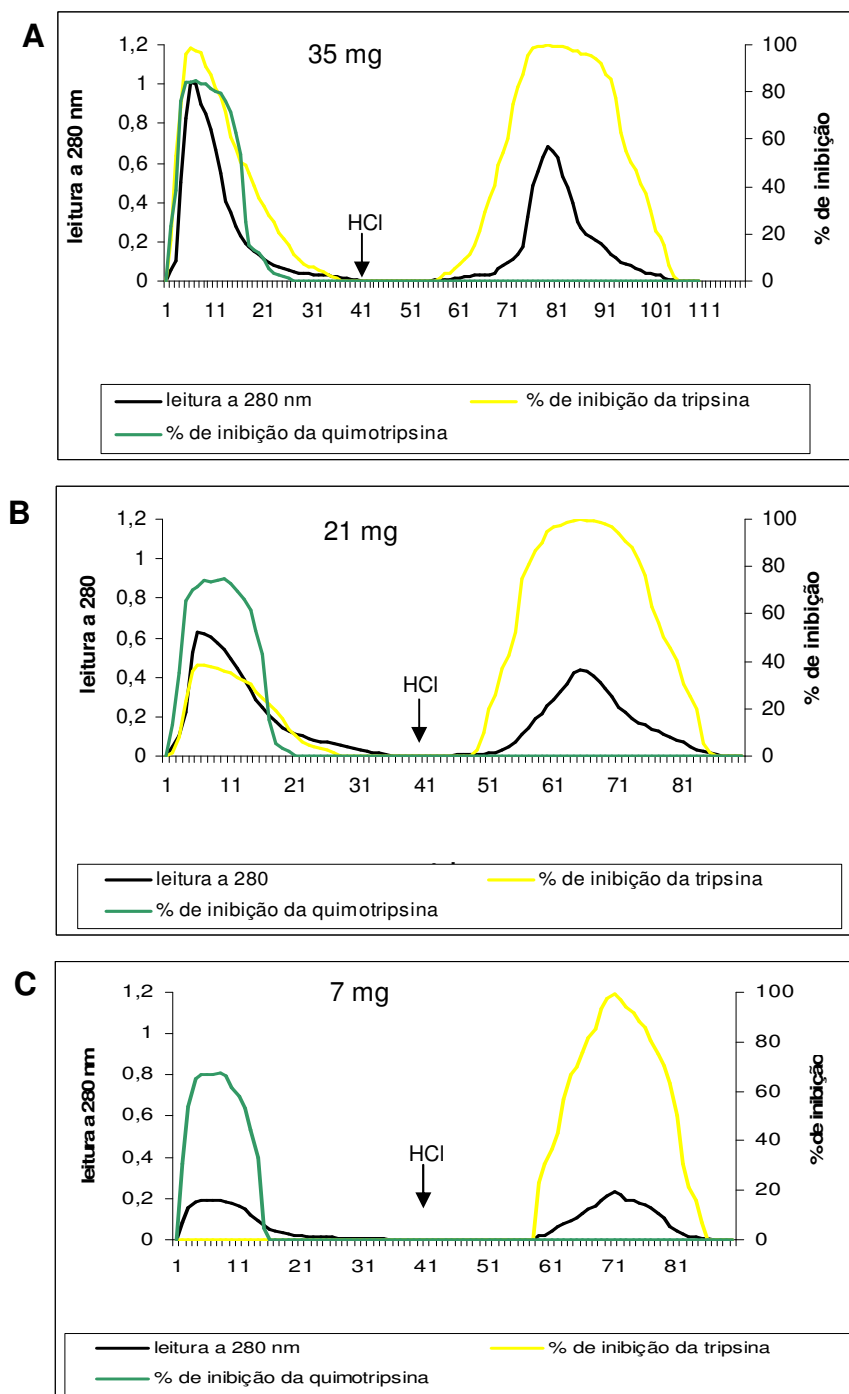 A
35 mg
1,2
1
0,8
0,6
0,4
0,2
0
leitura a 280 nm
100
80
60
40
20
0
% de inibição
HCl
1 11 21 31 41 51 61 71 81 91 101 111
leitura a 280 nm
% de inibição da tripsina
% de inibição da quimotripsina
B
21 mg
1,2
1
0,8
0,6
0,4
0,2
0
leitura a 280
100
80
60
40
20
0
% de inibição
HCl
1 11 21 31 41 51 61 71 81
leitura a 280
% de inibição da tripsina
% de inibição da quimotripsina
C
7 mg
1,2
1
0,8
0,6
0,4
0,2
0
leitura a 280 nm
100
80
60
40
20
0
% de inibição
HCl
1 11 21 31 41 51 61 71 81
leitura a 280 nm
% de inibição da tripsina
% de inibição da quimotripsina